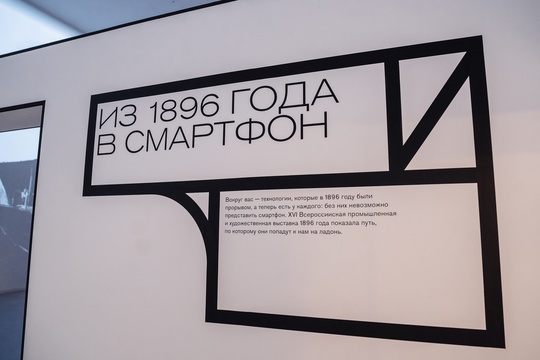 ИЗ 1896 ГОДА
В СМАРТФОН
Вокруг вас — технологии, которые в 1896 году были
прорывом, а теперь есть у каждого: без них невозможно
представить смартфон. XVI Всероссийская промышленная
и художественная выставка 1896 года показала путь,
по которому они попадут к нам на ладонь.